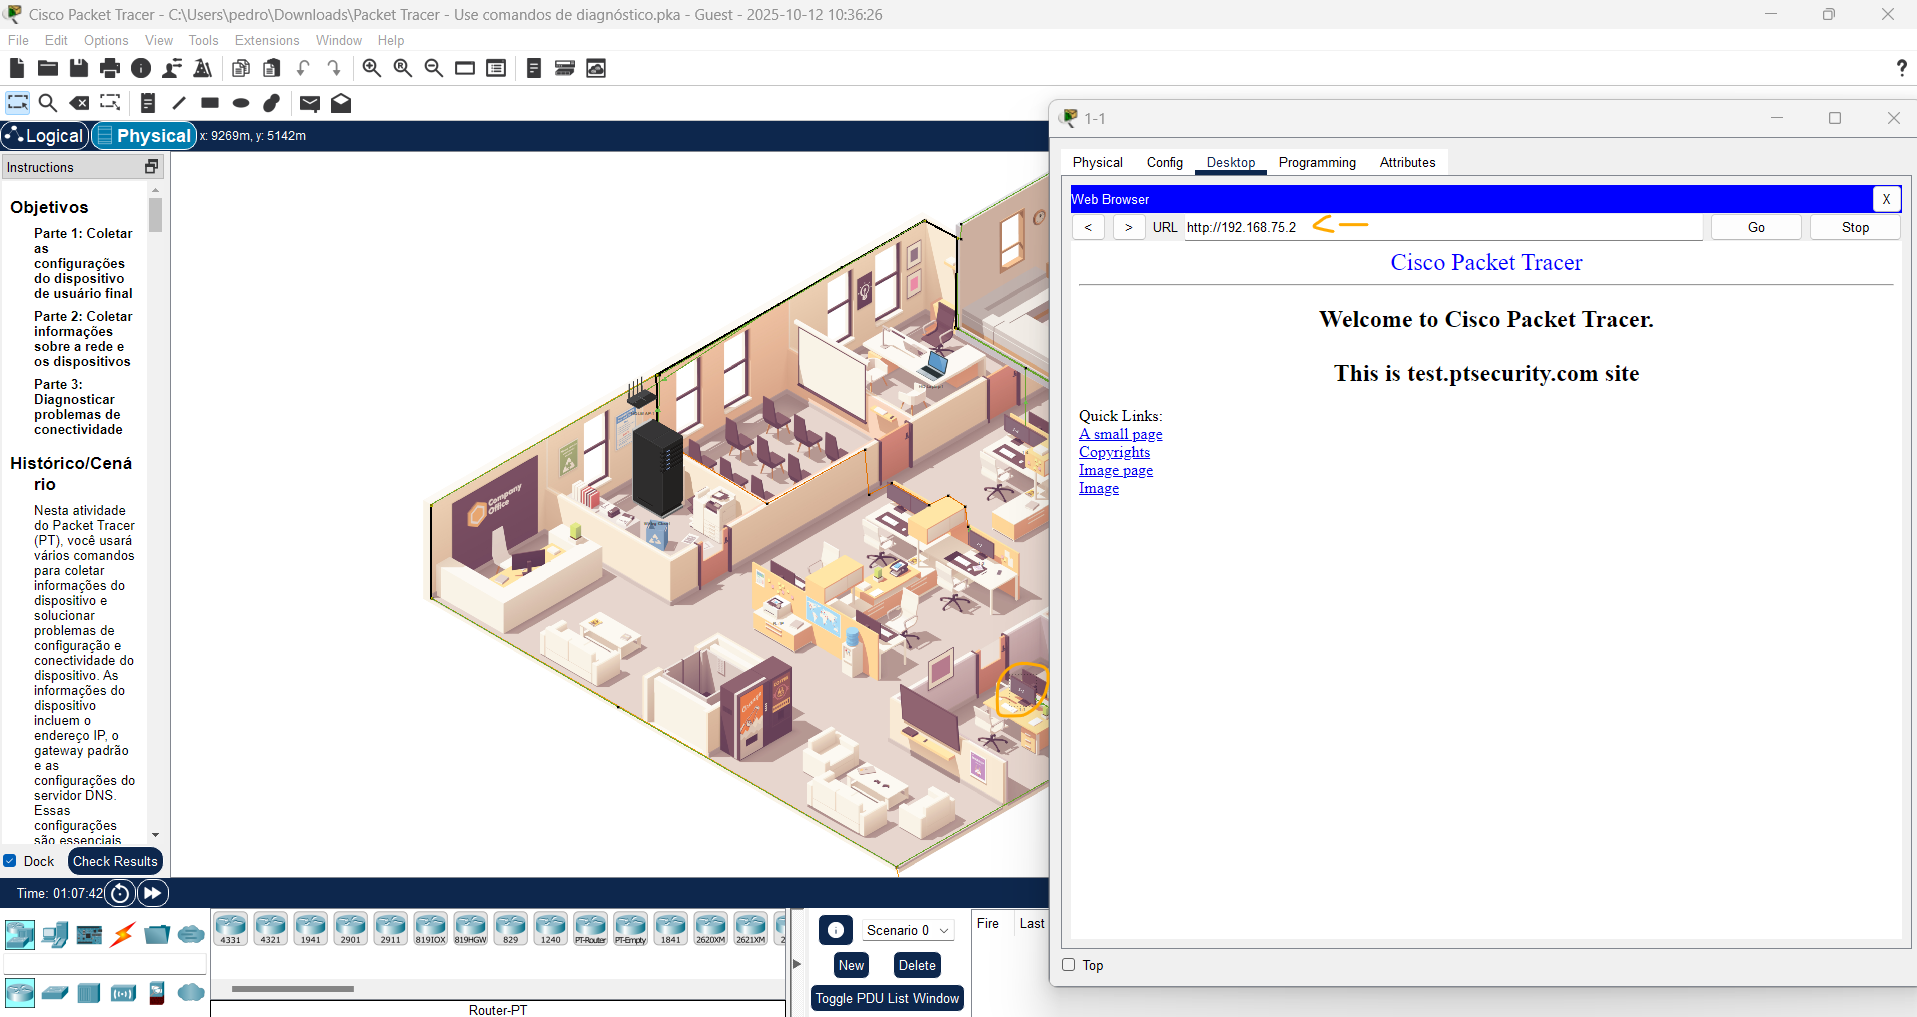 Cisco Packet Tracer - C:\Users\pedro\Downloads\Packet Tracer - Use comandos de diagnóstico.pka - Guest - 2025-10-12 10:36:26
File Edit Options View Tools Extensions Window Help
?
Logical Physical x: 9269m, y: 5142m
Instructions
Objetivos
Parte 1: Coletar
as
configurações
do dispositivo
de usuário final
Parte 2: Coletar
informações
sobre a rede e
os dispositivos
Parte 3:
Diagnosticar
problemas de
conectividade
Histórico/Cená
rio
Nesta atividade
do Packet Tracer
(PT), você usará
vários comandos
para coletar
informações do
dispositivo e
solucionar
problemas de
configuração e
conectividade do
dispositivo. As
informações do
dispositivo
incluem o
endereço IP, o
gateway padrão
e as
configurações do
servidor DNS.
Essas
configurações
são essenciais
Dock Check Results
Time: 01:07:42
Company
Office
1-1
Physical Config Desktop Programming Attributes
Web Browser X
< > URL http://192.168.75.2 Go Stop
Cisco Packet Tracer
Welcome to Cisco Packet Tracer.
This is test.ptsecurity.com site
Quick Links:
A small page
Copyrights
Image page
Image
Top
4331 4321 1941 2901 2911 819IOX 819HGW 829 1240 PT-Router PT-Empty 1841 2620XM 2621XM 2
Router-PT
Scenario 0
New Delete
Toggle PDU List Window
Fire Last